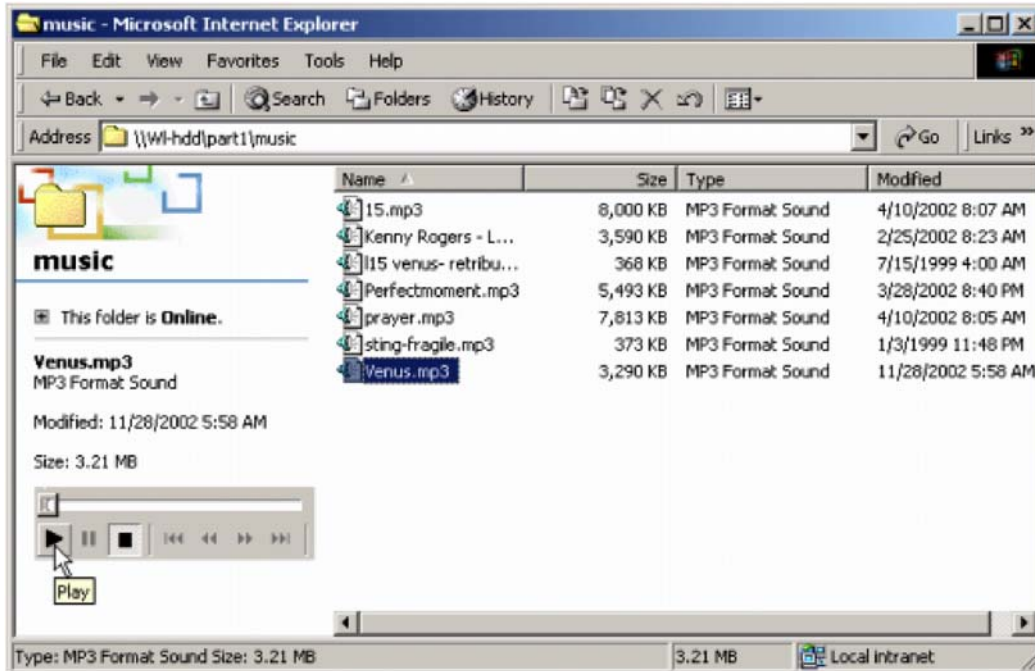 music - Microsoft Internet Explorer
File Edit View Favorites Tools Help
Back Search Folders History
Address \\Wl-hdd\part1\music Go Links »
Name Size Type Modified
15.mp3 8,000 KB MP3 Format Sound 4/10/2002 8:07 AM
Kenny Rogers - L... 3,590 KB MP3 Format Sound 2/25/2002 8:23 AM
l15 venus- retribu... 368 KB MP3 Format Sound 7/15/1999 4:00 AM
Perfectmoment.mp3 5,493 KB MP3 Format Sound 3/28/2002 8:40 PM
prayer.mp3 7,813 KB MP3 Format Sound 4/10/2002 8:05 AM
sting-fragile.mp3 373 KB MP3 Format Sound 1/3/1999 11:48 PM
Venus.mp3 3,290 KB MP3 Format Sound 11/28/2002 5:58 AM
music
This folder is Online.
Venus.mp3
MP3 Format Sound
Modified: 11/28/2002 5:58 AM
Size: 3.21 MB
Play
Type: MP3 Format Sound Size: 3.21 MB 3.21 MB Local intranet